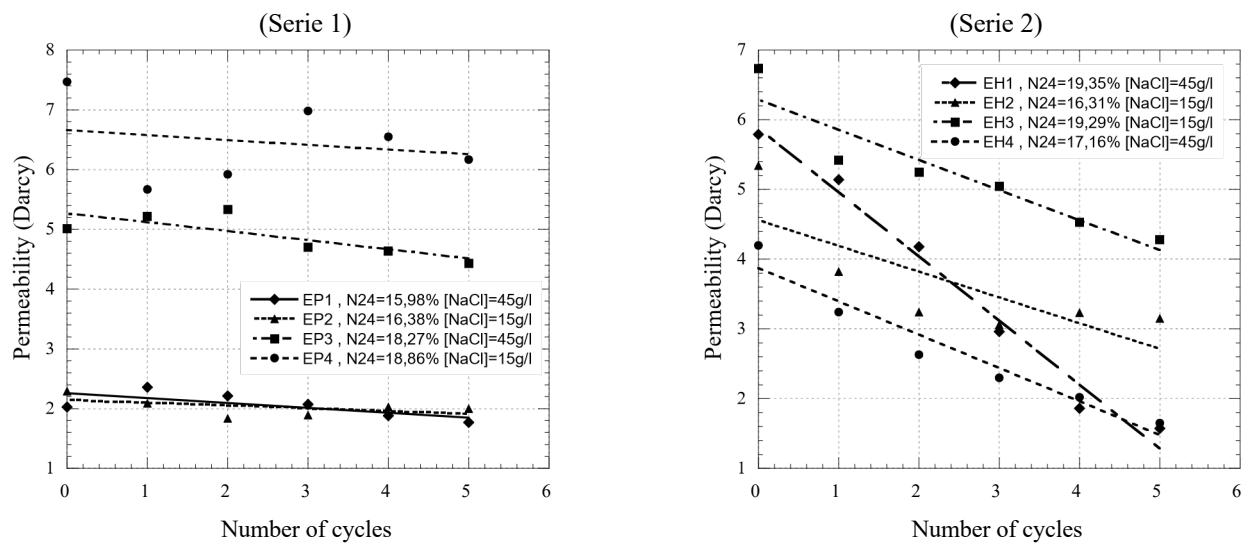 (Serie 1)
8
7
6
5
4
3
2
1
Permeability (Darcy)
EP1 , N24=15,98% [NaCl]=45g/l
EP2 , N24=16,38% [NaCl]=15g/l
EP3 , N24=18,27% [NaCl]=45g/l
EP4 , N24=18,86% [NaCl]=15g/l
0 1 2 3 4 5 6
Number of cycles
(Serie 2)
7
6
5
4
3
2
1
Permeability (Darcy)
EH1 , N24=19,35% [NaCl]=45g/l
EH2 , N24=16,31% [NaCl]=15g/l
EH3 , N24=19,29% [NaCl]=15g/l
EH4 , N24=17,16% [NaCl]=45g/l
0 1 2 3 4 5 6
Number of cycles